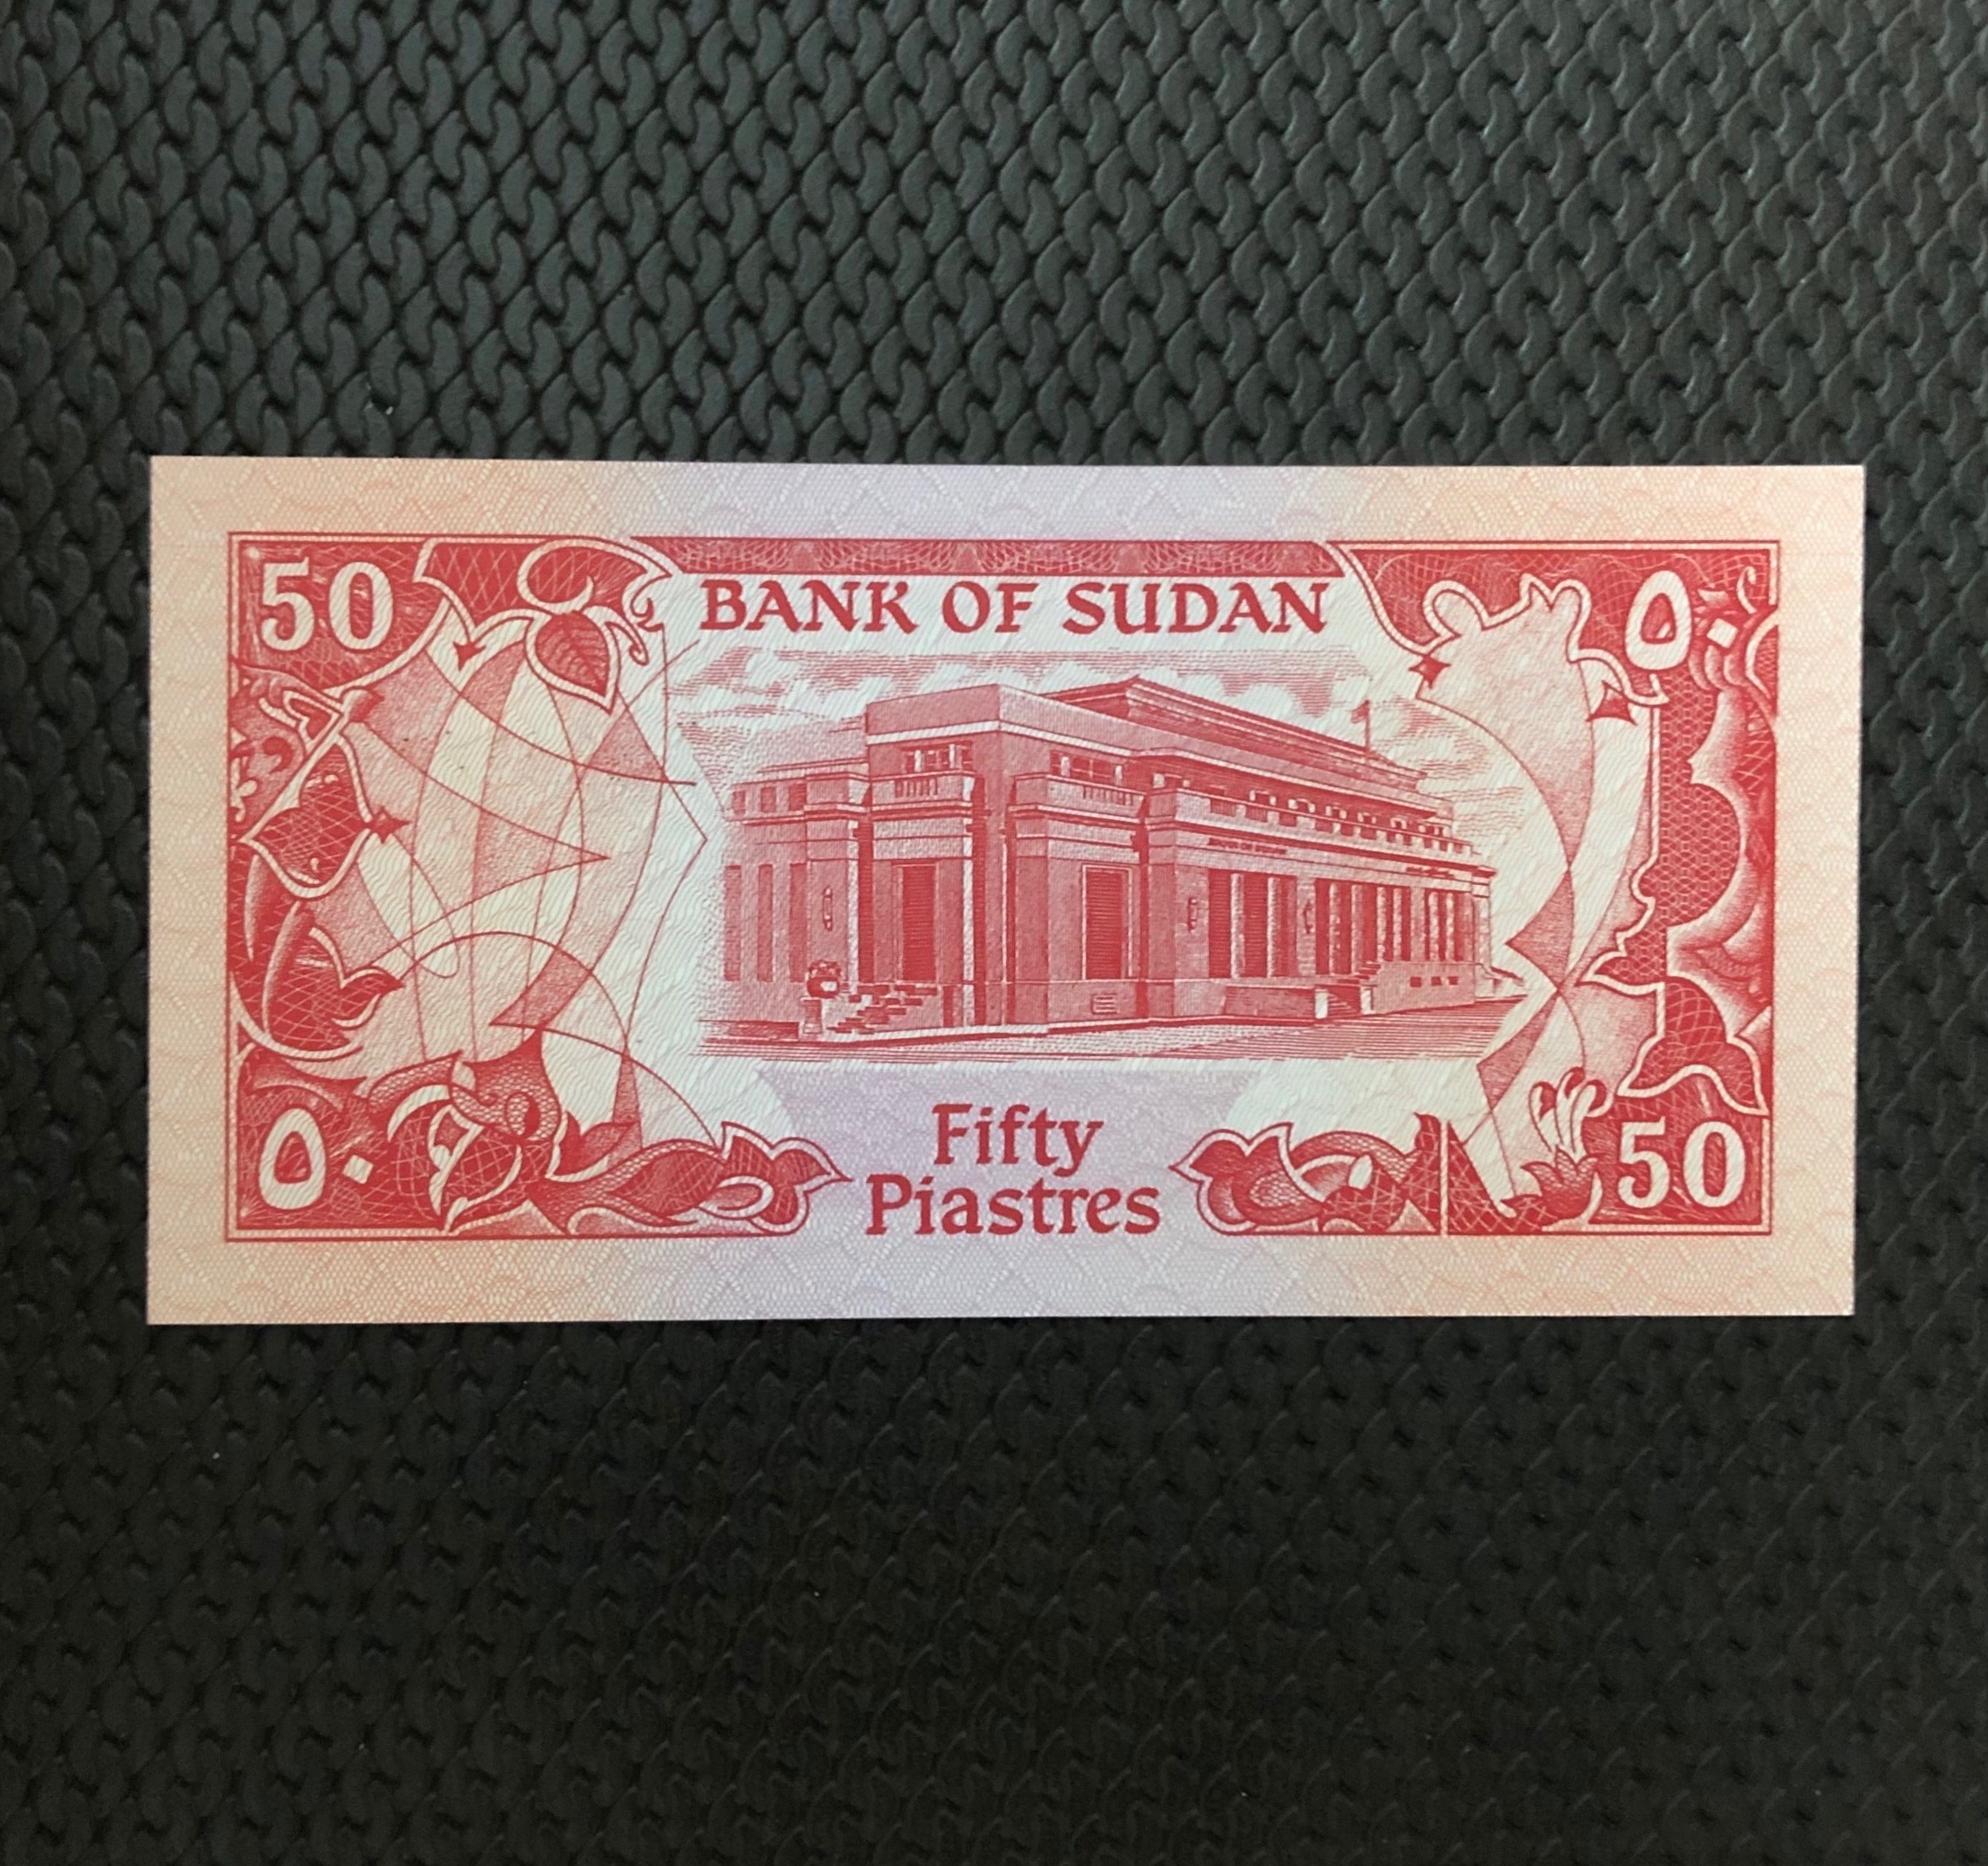 50
BANK OF SUDAN
٥٠
٥٠
Fifty
Piastres
50